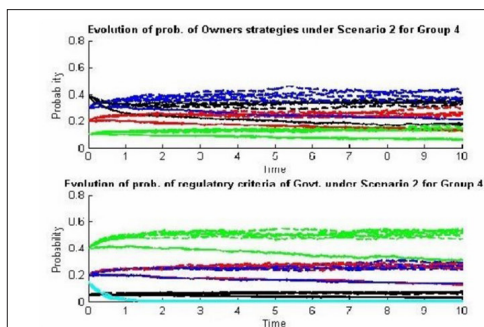 Evolution of prob. of Owners strategies under Scenario 2 for Group 4
0.8
0.6
0.4
0.2
0
Probability
0 1 2 3 4 5 6 7 8 9 10
Time
Evolution of prob. of regulatory criteria of Govt. under Scenario 2 for Group 4
0.8
0.6
0.4
0.2
0
Probability
0 1 2 3 4 5 6 7 8 9 10
Time